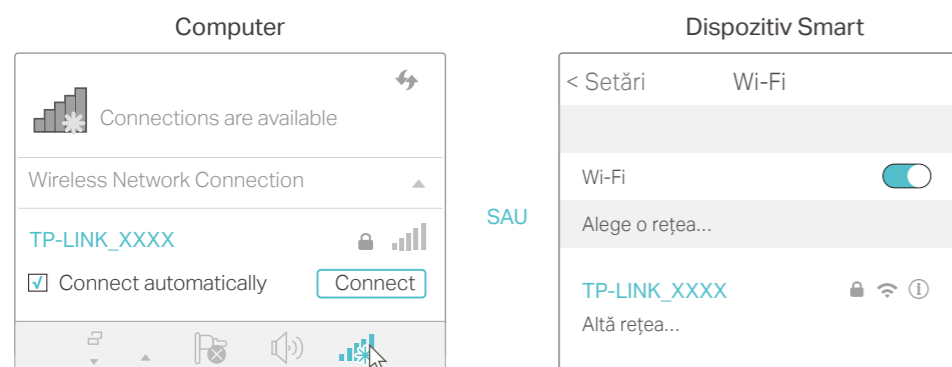 Computer
Connections are available
Wireless Network Connection
TP-LINK_XXXX
Connect automatically
Connect
SAU
Dispozitiv Smart
< Setări
Wi-Fi
Wi-Fi
Alege o rețea...
TP-LINK_XXXX
Altă rețea...